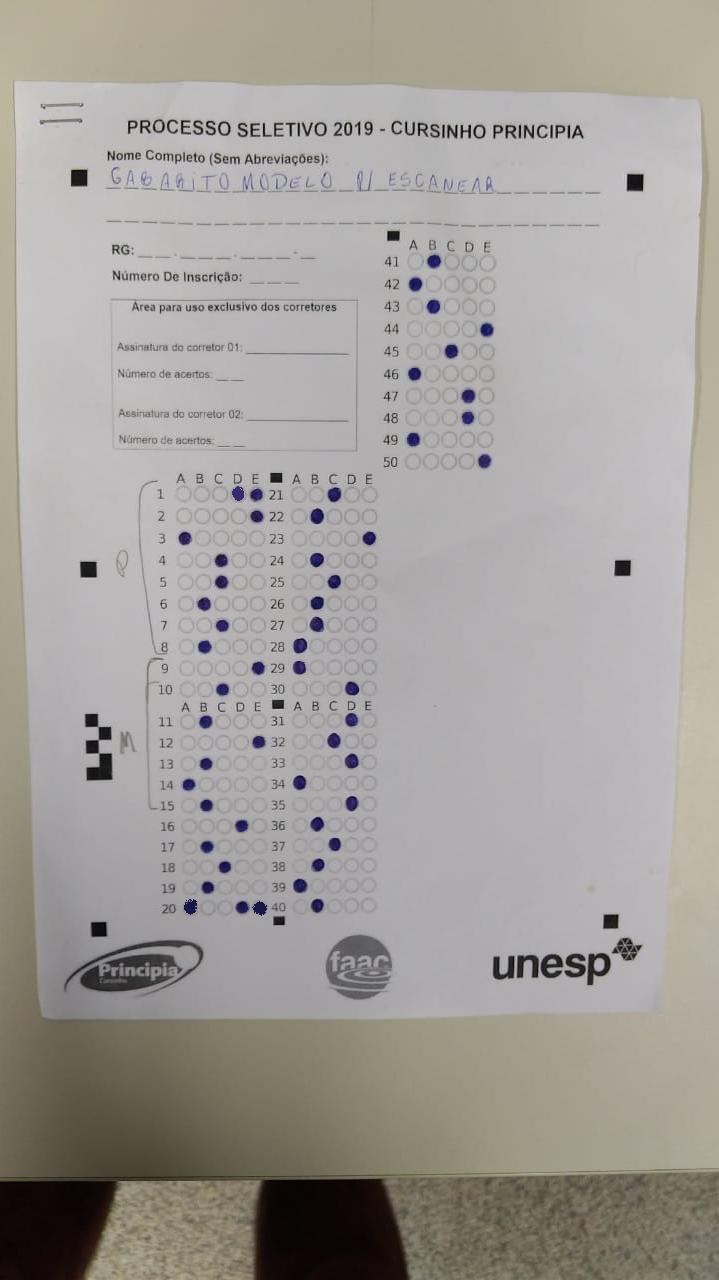 PROCESSO SELETIVO 2019 - CURSINHO PRINCIPIA
Nome Completo (Sem Abreviações):
GABARITO MODELO P/ ESCANEAR
RG: __ __ . __ __ __ . __ __ __ - __
Número De Inscrição: __ __ __
Área para uso exclusivo dos corretores
Assinatura do corretor 01: ____________
Número de acertos: __ __
Assinatura do corretor 02: ____________
Número de acertos: __ __
A B C D E
41
42
43
44
45
46
47
48
49
50
A B C D E A B C D E
1 21
2 22
3 23
4 24
5 25
6 26
7 27
8 28
9 29
10 30
P
A B C D E A B C D E
11 31
12 32
13 33
14 34
15 35
16 36
17 37
18 38
19 39
20 40
M
Principia
Cursinho
faac
unesp